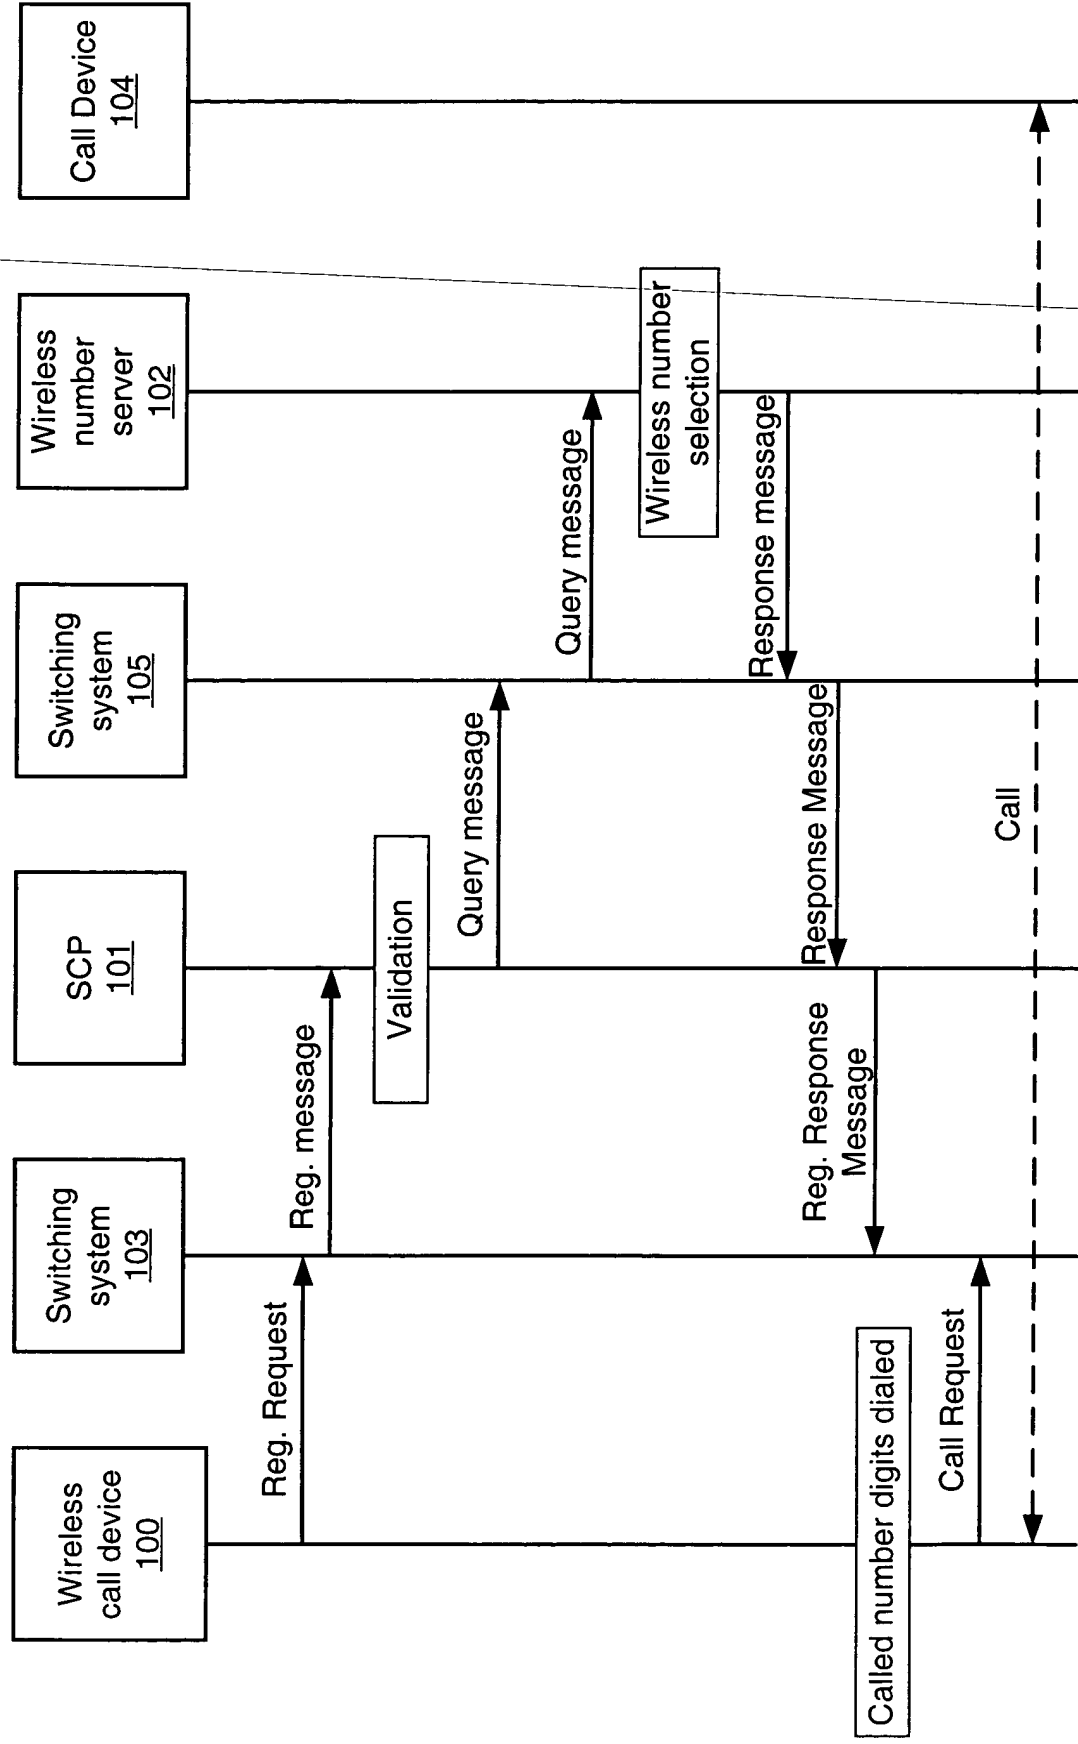 Wireless
call device
100
Switching
system
103
SCP
101
Switching
system
105
Wireless
number
server
102
Call Device
104
Reg. Request
Reg. message
Validation
Query message
Query message
Wireless number
selection
Response message
Response Message
Reg. Response
Message
Called number digits dialed
Call Request
Call